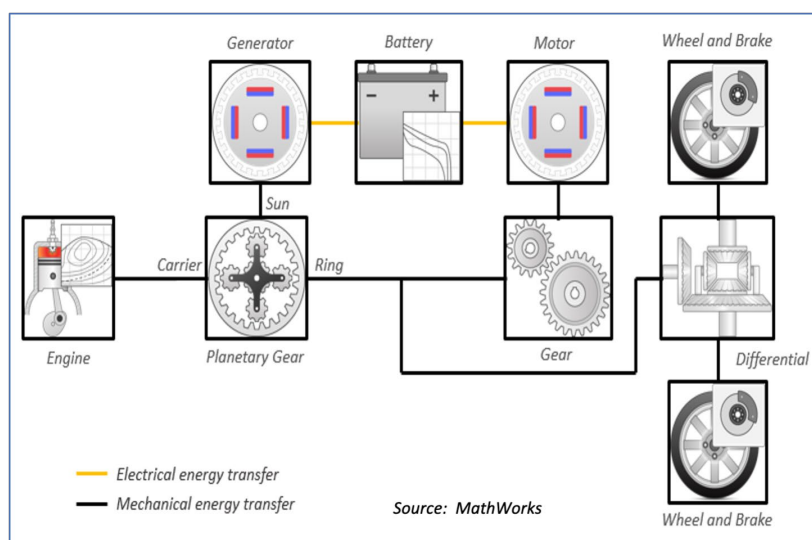 Generator
Battery
Motor
Wheel and Brake
− +
Sun
Carrier
Ring
Engine
Planetary Gear
Gear
Differential
Electrical energy transfer
Mechanical energy transfer
Source: MathWorks
Wheel and Brake